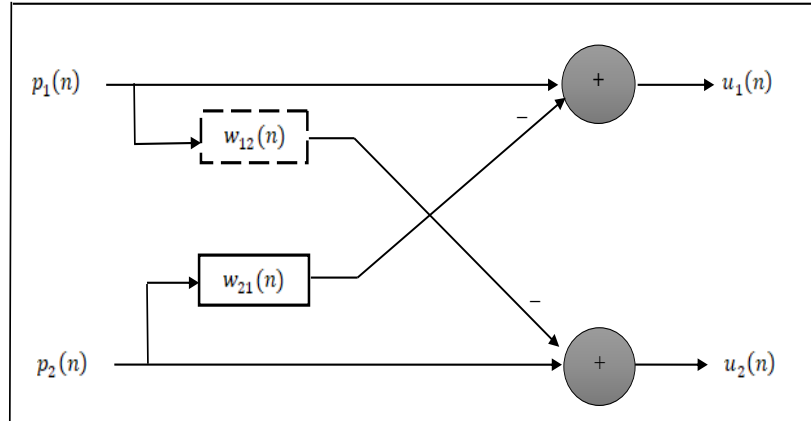 p₁(n)
+
u₁(n)
−
w₁₂(n)
w₂₁(n)
−
p₂(n)
+
u₂(n)